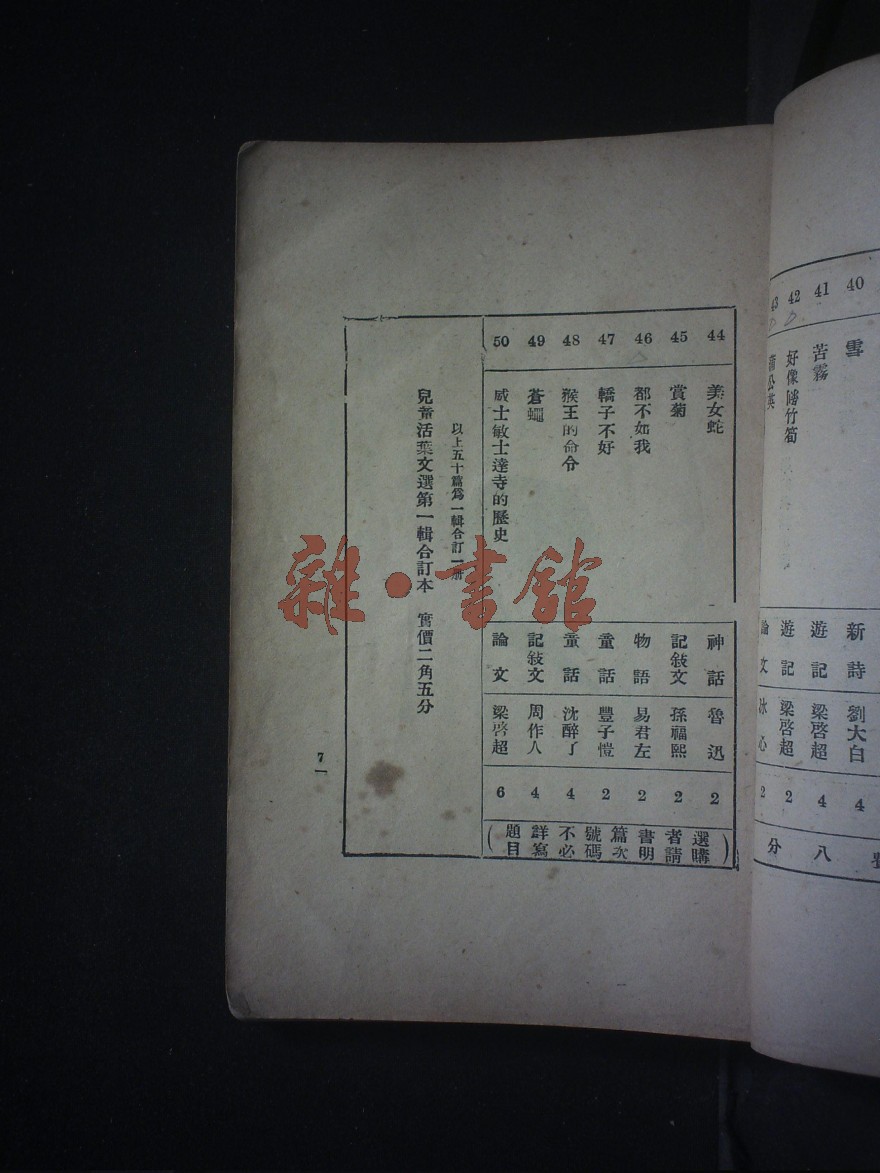 40 雪 新詩 劉大白 4
41 苦霧 遊記 梁啓超 4
42 好像隔竹筍 遊記 梁啓超 2
43 蒲公英 論文 冰心 2
八分
44 美女蛇 神話 魯迅 2
45 賞菊 記敍文 孫福熙 2
46 都不如我 物語 易君左 2
47 轎子不好 童話 豐子愷 2
48 猴王的命令 童話 沈醉了 4
49 蒼蠅 記敍文 周作人 4
50 威士敏士達寺的歷史 論文 梁啓超 6
(選購者請書明篇次號碼不必詳寫題目)
以上五十篇爲一輯合訂一册
兒童活葉文選第一輯合訂本 實價二角五分
7
雜·書館